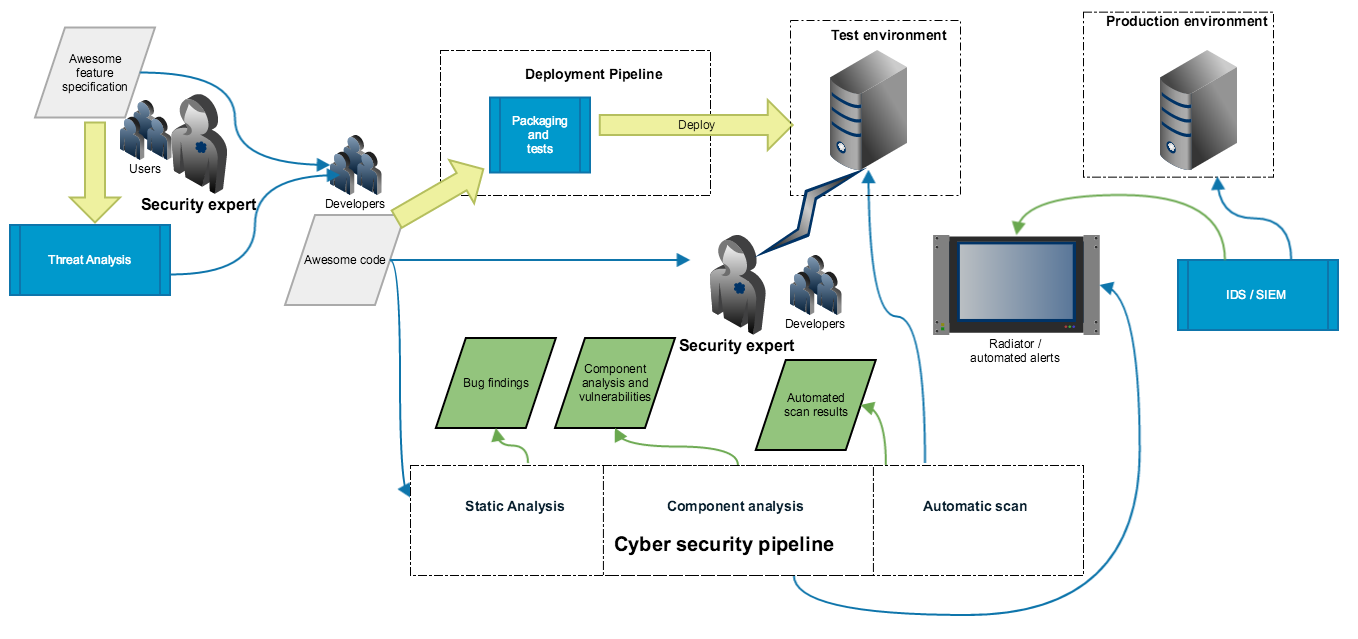 Awesome
feature
specification
Users
Security expert
Threat Analysis
Developers
Awesome code
Deployment Pipeline
Packaging
and
tests
Deploy
Test environment
Production environment
Security expert
Developers
Radiator /
automated alerts
IDS / SIEM
Bug findings
Component
analysis and
vulnerabilities
Automated
scan results
Static Analysis
Component analysis
Automatic scan
Cyber security pipeline